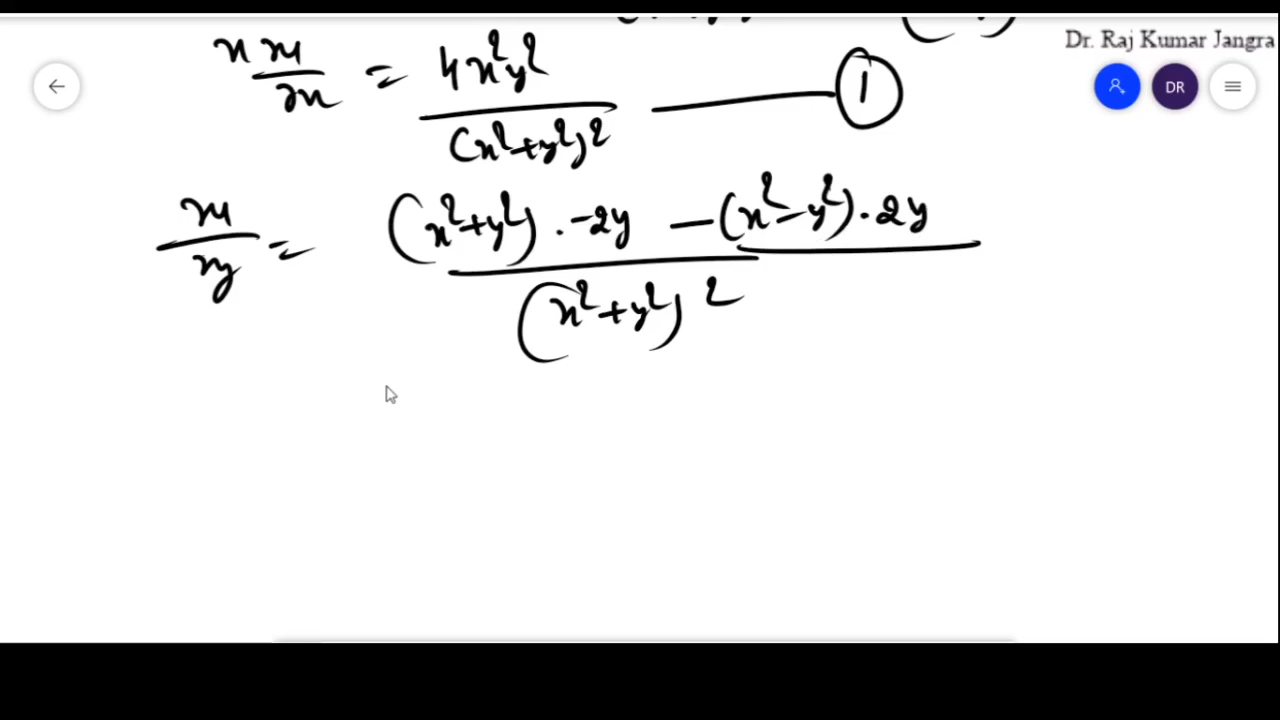 Dr. Raj Kumar Jangra
DR
x ∂u/∂x = 4x²y²/(x²+y²)² ——— ①
∂u/∂y = (x²+y²) . -2y - (x²-y²) . 2y / (x²+y²)²